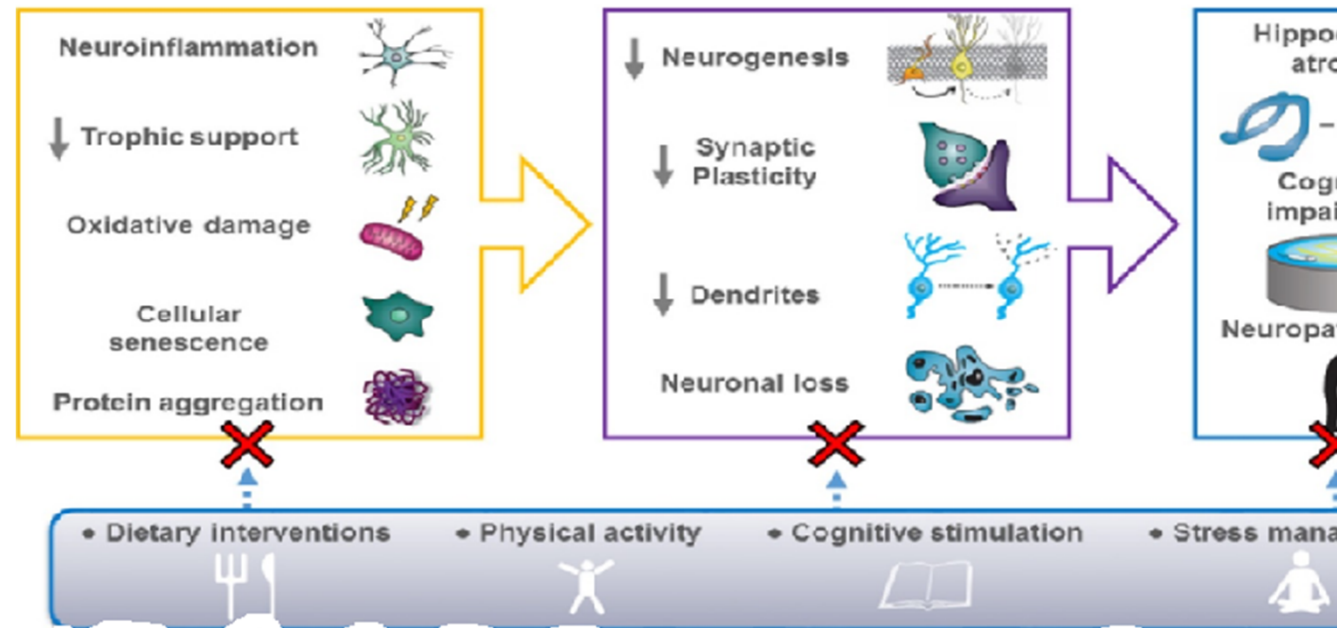 Neuroinflammation
Trophic support
Oxidative damage
Cellular
senescence
Protein aggregation
Neurogenesis
Synaptic
Plasticity
Dendrites
Neuronal loss
• Dietary interventions
• Physical activity
• Cognitive stimulation
• Stress